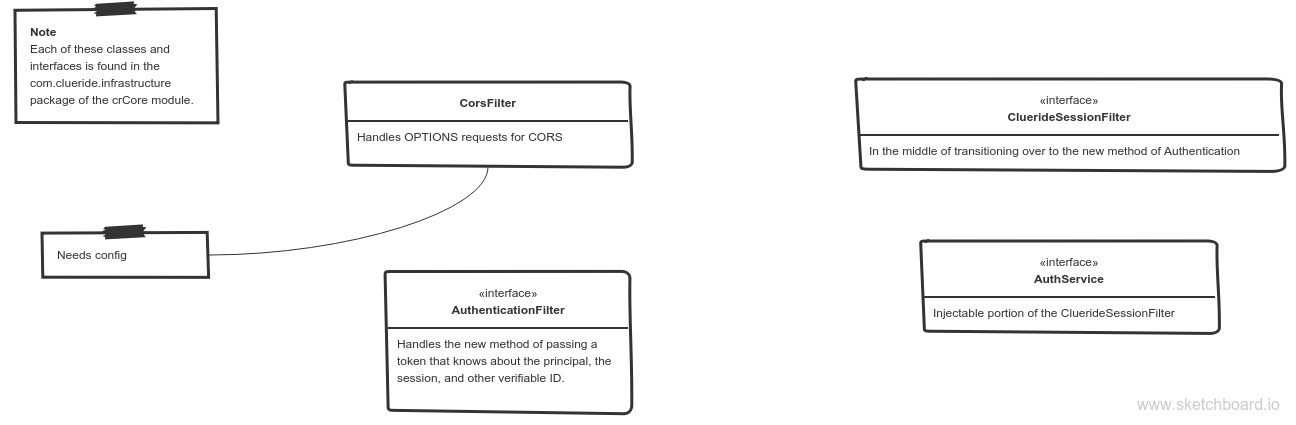 Note
Each of these classes and
interfaces is found in the
com.clueride.infrastructure
package of the crCore module.
CorsFilter
Handles OPTIONS requests for CORS
«interface»
CluerideSessionFilter
In the middle of transitioning over to the new method of Authentication
Needs config
«interface»
AuthenticationFilter
Handles the new method of passing a
token that knows about the principal, the
session, and other verifiable ID.
«interface»
AuthService
Injectable portion of the CluerideSessionFilter
www.sketchboard.io